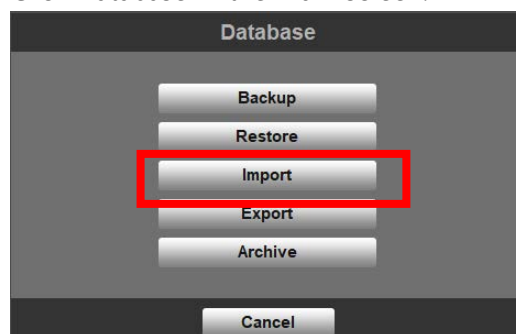 Database
Backup
Restore
Import
Export
Archive
Cancel